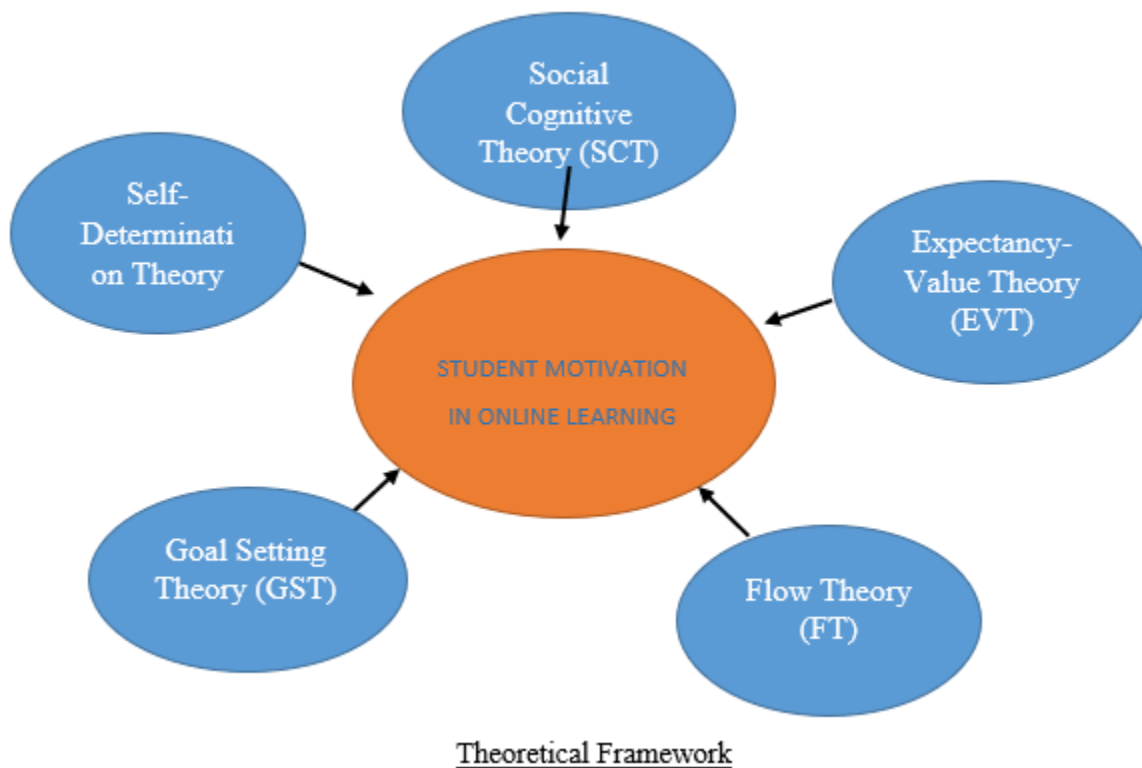 Social
Cognitive
Theory (SCT)
Self-
Determinati
on Theory
Expectancy-
Value Theory
(EVT)
STUDENT MOTIVATION
IN ONLINE LEARNING
Goal Setting
Theory (GST)
Flow Theory
(FT)
Theoretical Framework